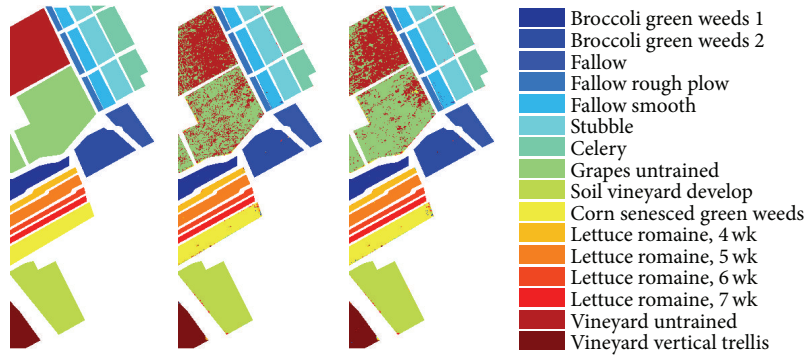 Broccoli green weeds 1
Broccoli green weeds 2
Fallow
Fallow rough plow
Fallow smooth
Stubble
Celery
Grapes untrained
Soil vineyard develop
Corn senesced green weeds
Lettuce romaine, 4 wk
Lettuce romaine, 5 wk
Lettuce romaine, 6 wk
Lettuce romaine, 7 wk
Vineyard untrained
Vineyard vertical trellis